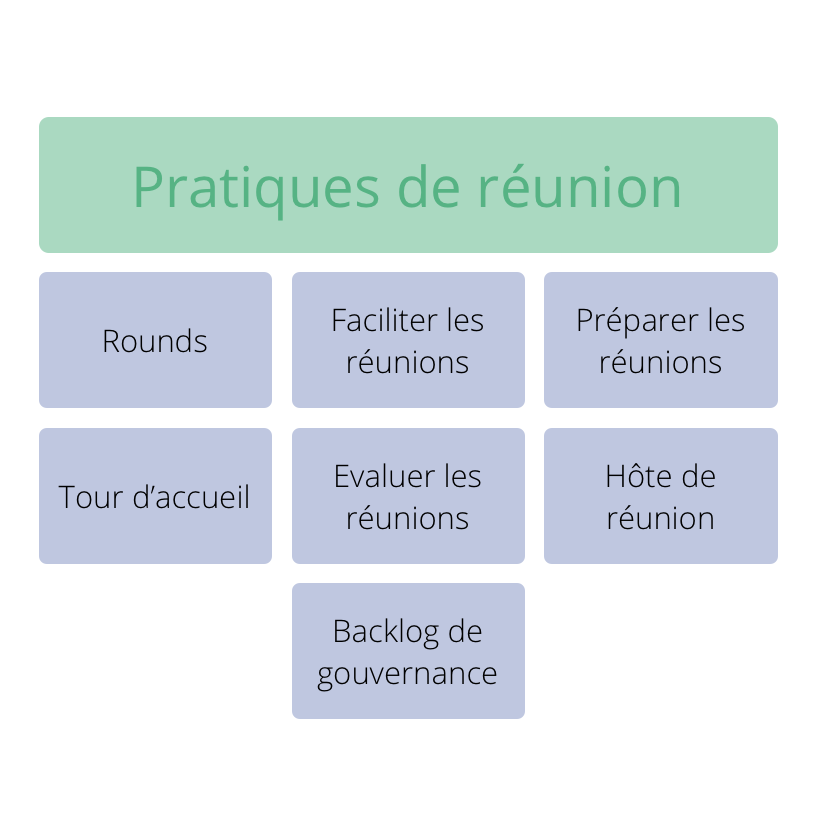 Pratiques de réunion
Rounds
Faciliter les
réunions
Préparer les
réunions
Tour d’accueil
Evaluer les
réunions
Hôte de
réunion
Backlog de
gouvernance